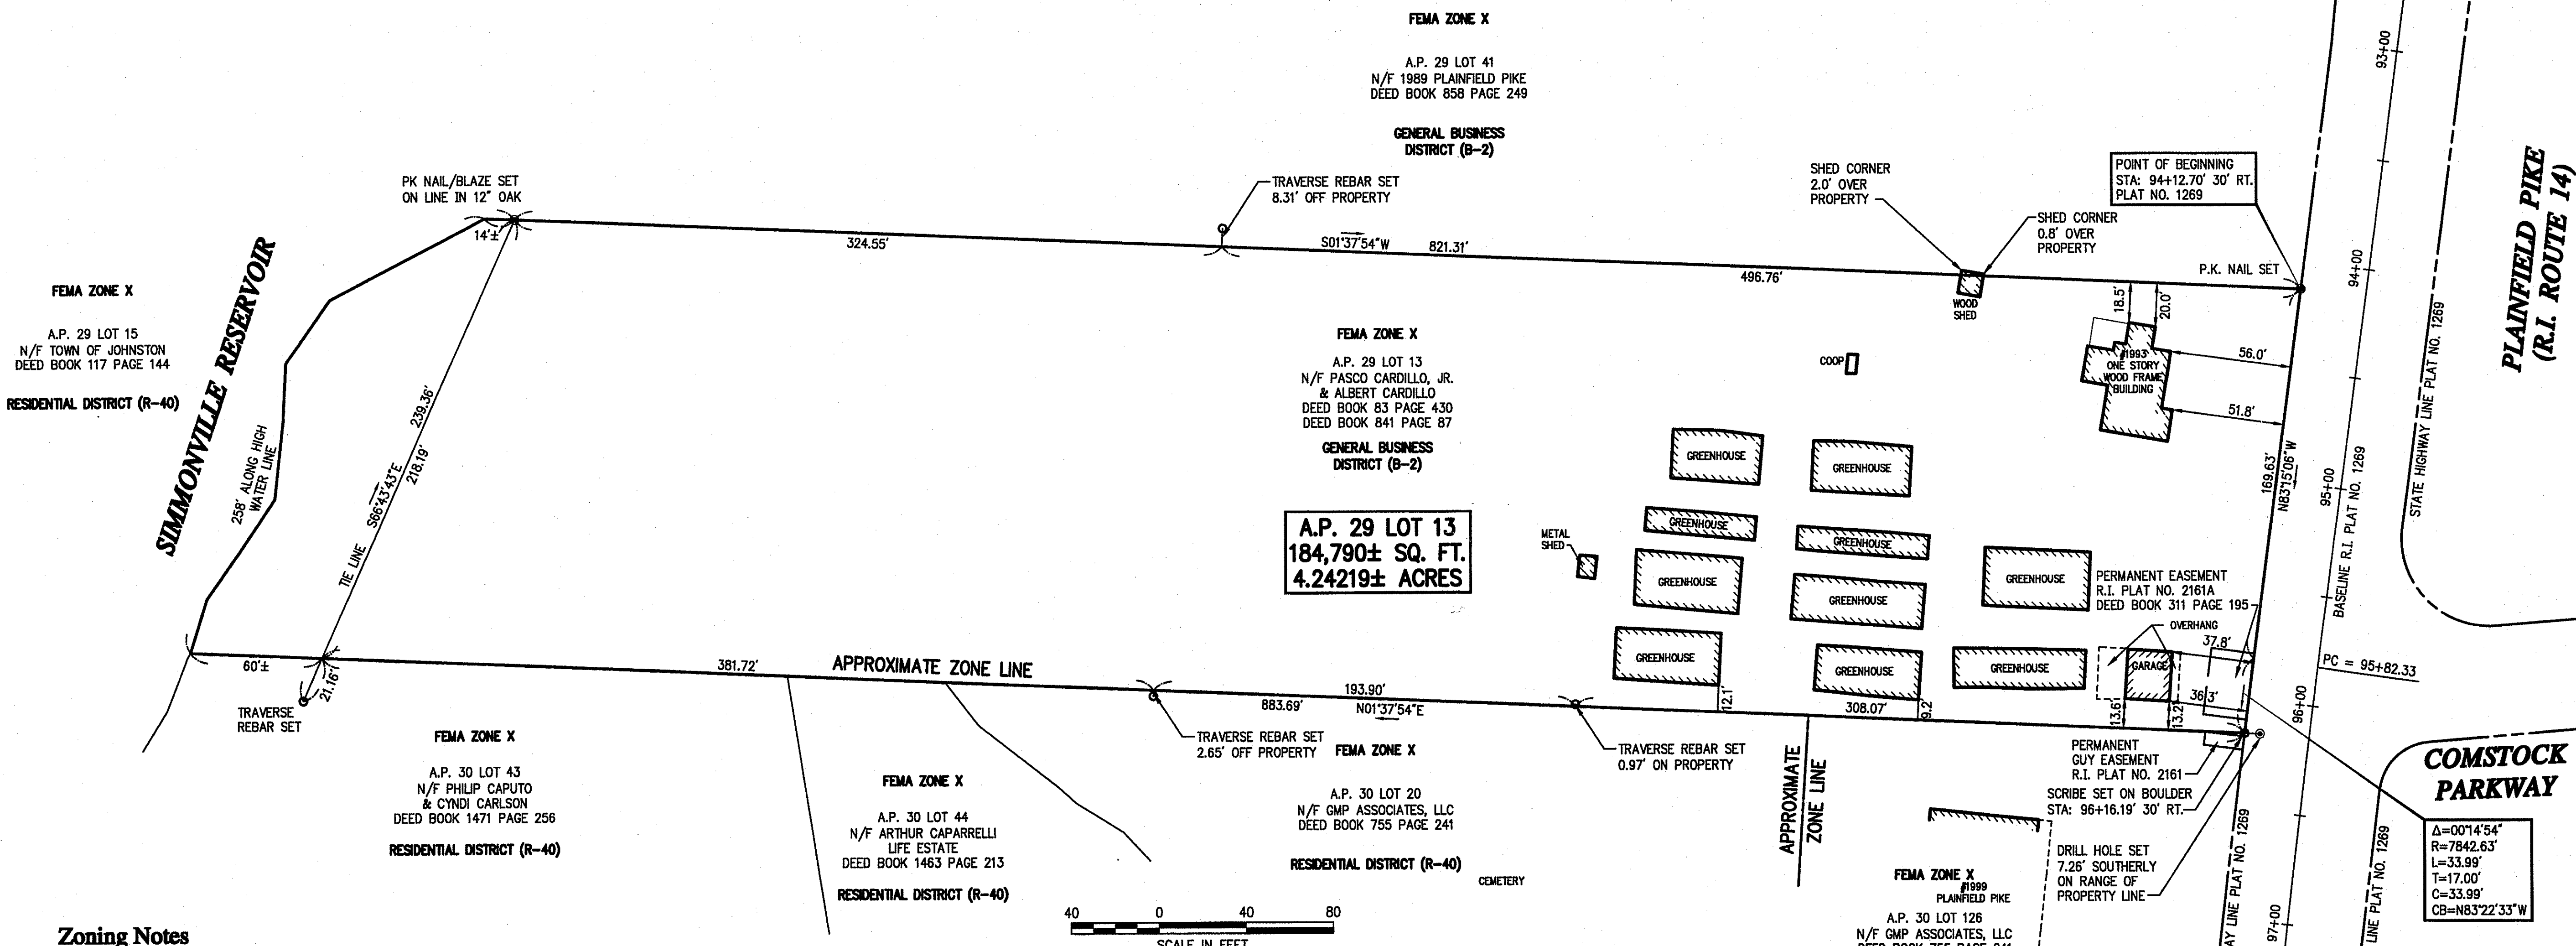 FEMA ZONE X
A.P. 29 LOT 41
N/F 1989 PLAINFIELD PIKE
DEED BOOK 858 PAGE 249
GENERAL BUSINESS
DISTRICT (B-2)
PK NAIL/BLAZE SET
ON LINE IN 12" OAK
14'±
324.55'
TRAVERSE REBAR SET
8.31' OFF PROPERTY
S01°37'54"W
821.31'
496.76'
SHED CORNER
2.0' OVER
PROPERTY
SHED CORNER
0.8' OVER
PROPERTY
WOOD
SHED
POINT OF BEGINNING
STA: 94+12.70' 30' RT.
PLAT NO. 1269
P.K. NAIL SET
FEMA ZONE X
A.P. 29 LOT 15
N/F TOWN OF JOHNSTON
DEED BOOK 117 PAGE 144
RESIDENTIAL DISTRICT (R-40)
SIMMONVILLE RESERVOIR
258' ALONG HIGH
WATER LINE
TIE LINE
S66°43'43"E
239.36'
218.19'
FEMA ZONE X
A.P. 29 LOT 13
N/F PASCO CARDILLO, JR.
& ALBERT CARDILLO
DEED BOOK 83 PAGE 430
DEED BOOK 841 PAGE 87
GENERAL BUSINESS
DISTRICT (B-2)
A.P. 29 LOT 13
184,790± SQ. FT.
4.24219± ACRES
COOP
METAL
SHED
18.5'
20.0'
#1993
ONE STORY
WOOD FRAME
BUILDING
56.0'
51.8'
GREENHOUSE
GREENHOUSE
GREENHOUSE
GREENHOUSE
GREENHOUSE
GREENHOUSE
GREENHOUSE
GREENHOUSE
GREENHOUSE
GREENHOUSE
169.63'
N83°15'06"W
93+00
94+00
95+00
96+00
97+00
BASELINE R.I. PLAT NO. 1269
STATE HIGHWAY LINE PLAT NO. 1269
PLAINFIELD PIKE
(R.I. ROUTE 14)
PERMANENT EASEMENT
R.I. PLAT NO. 2161A
DEED BOOK 311 PAGE 195
OVERHANG
GARAGE
37.8'
36.3'
13.6'
13.2'
12.1'
9.2'
PC = 95+82.33
60'±
21.16'
TRAVERSE
REBAR SET
381.72'
APPROXIMATE ZONE LINE
193.90'
883.69'
N01°37'54"E
308.07'
TRAVERSE REBAR SET
2.65' OFF PROPERTY
TRAVERSE REBAR SET
0.97' ON PROPERTY
FEMA ZONE X
A.P. 30 LOT 43
N/F PHILIP CAPUTO
& CYNDI CARLSON
DEED BOOK 1471 PAGE 256
RESIDENTIAL DISTRICT (R-40)
FEMA ZONE X
A.P. 30 LOT 44
N/F ARTHUR CAPARRELLI
LIFE ESTATE
DEED BOOK 1463 PAGE 213
RESIDENTIAL DISTRICT (R-40)
FEMA ZONE X
A.P. 30 LOT 20
N/F GMP ASSOCIATES, LLC
DEED BOOK 755 PAGE 241
RESIDENTIAL DISTRICT (R-40)
CEMETERY
APPROXIMATE
ZONE LINE
PERMANENT
GUY EASEMENT
R.I. PLAT NO. 2161
SCRIBE SET ON BOULDER
STA: 96+16.19' 30' RT.
DRILL HOLE SET
7.26' SOUTHERLY
ON RANGE OF
PROPERTY LINE
FEMA ZONE X
#1999
PLAINFIELD PIKE
A.P. 30 LOT 126
N/F GMP ASSOCIATES, LLC
DEED BOOK 755 PAGE 241
WAY LINE PLAT NO. 1269
LINE PLAT NO. 1269
COMSTOCK
PARKWAY
Δ=00°14'54"
R=7842.63'
L=33.99'
T=17.00'
C=33.99'
CB=N83°22'33"W
40 0 40 80
SCALE IN FEET
Zoning Notes